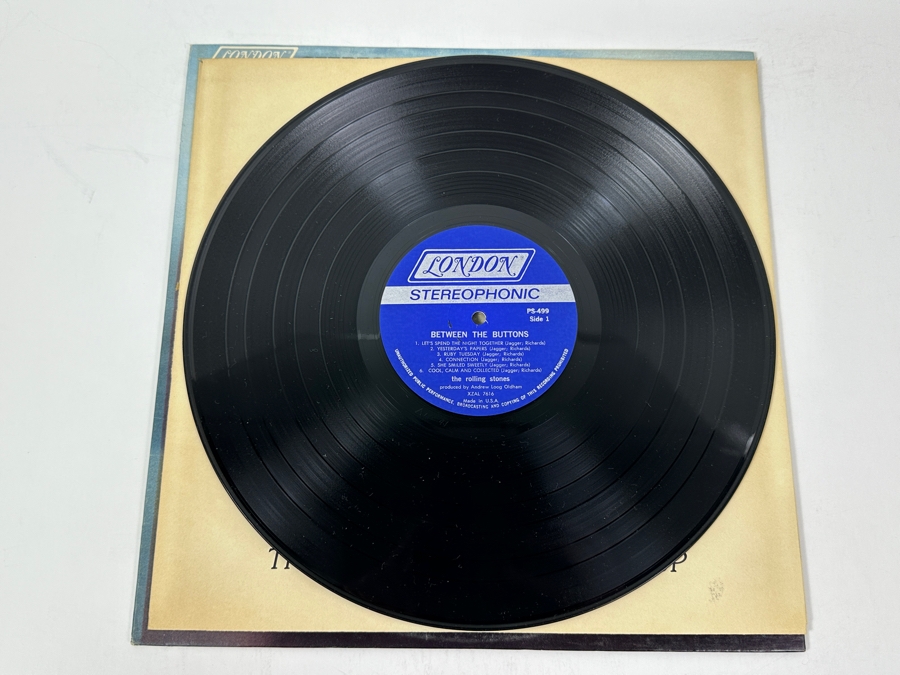 LONDON
LONDON
STEREOPHONIC
PS-499
Side 1
BETWEEN THE BUTTONS
1. LET'S SPEND THE NIGHT TOGETHER (Jagger; Richards)
2. YESTERDAY'S PAPERS (Jagger; Richards)
3. RUBY TUESDAY (Jagger; Richards)
4. CONNECTION (Jagger; Richards)
5. SHE SMILED SWEETLY (Jagger; Richards)
6. COOL, CALM AND COLLECTED (Jagger; Richards)
the rolling stones
produced by Andrew Loog Oldham
XZAL 7616
Made in U.S.A.
UNAUTHORIZED PUBLIC PERFORMANCE, BROADCASTING AND COPYING OF THIS RECORDING PROHIBITED